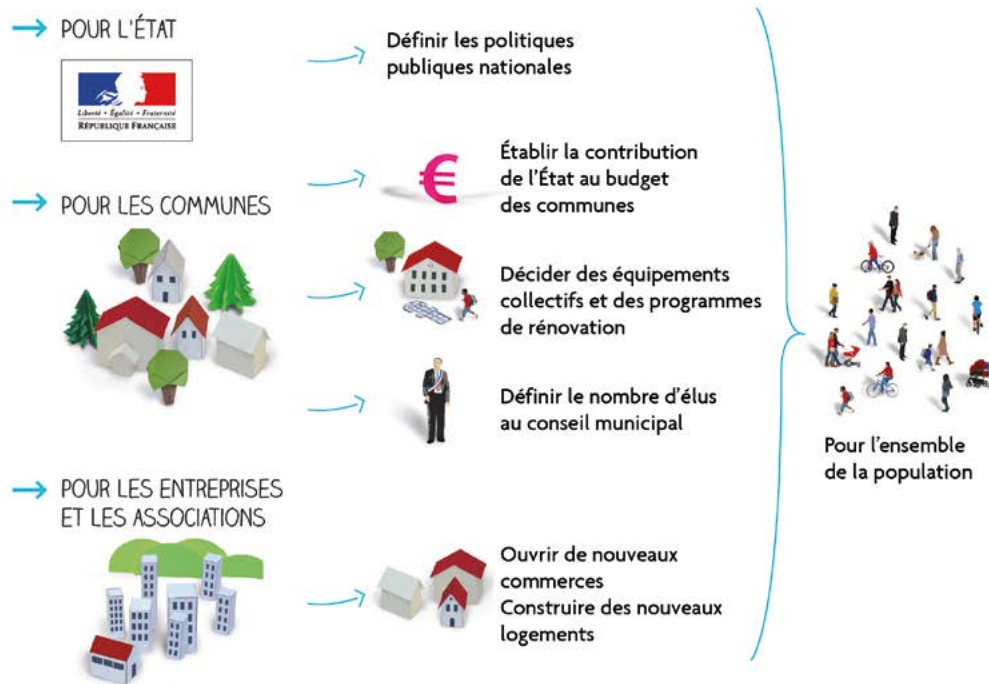 POUR L'ÉTAT
Liberté • Égalité • Fraternité
RÉPUBLIQUE FRANÇAISE
Définir les politiques
publiques nationales
POUR LES COMMUNES
€
Établir la contribution
de l'État au budget
des communes
Décider des équipements
collectifs et des programmes
de rénovation
Définir le nombre d'élus
au conseil municipal
POUR LES ENTREPRISES
ET LES ASSOCIATIONS
Ouvrir de nouveaux
commerces
Construire des nouveaux
logements
Pour l'ensemble
de la population